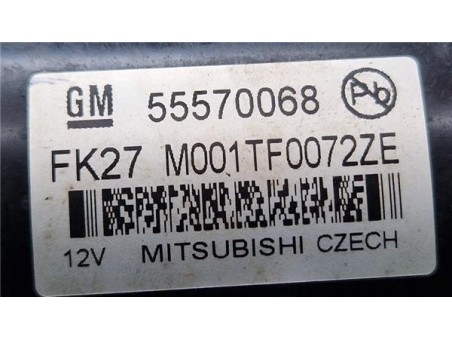 GM 55570068 Pb
FK27 M001TF0072ZE
12V MITSUBISHI CZECH